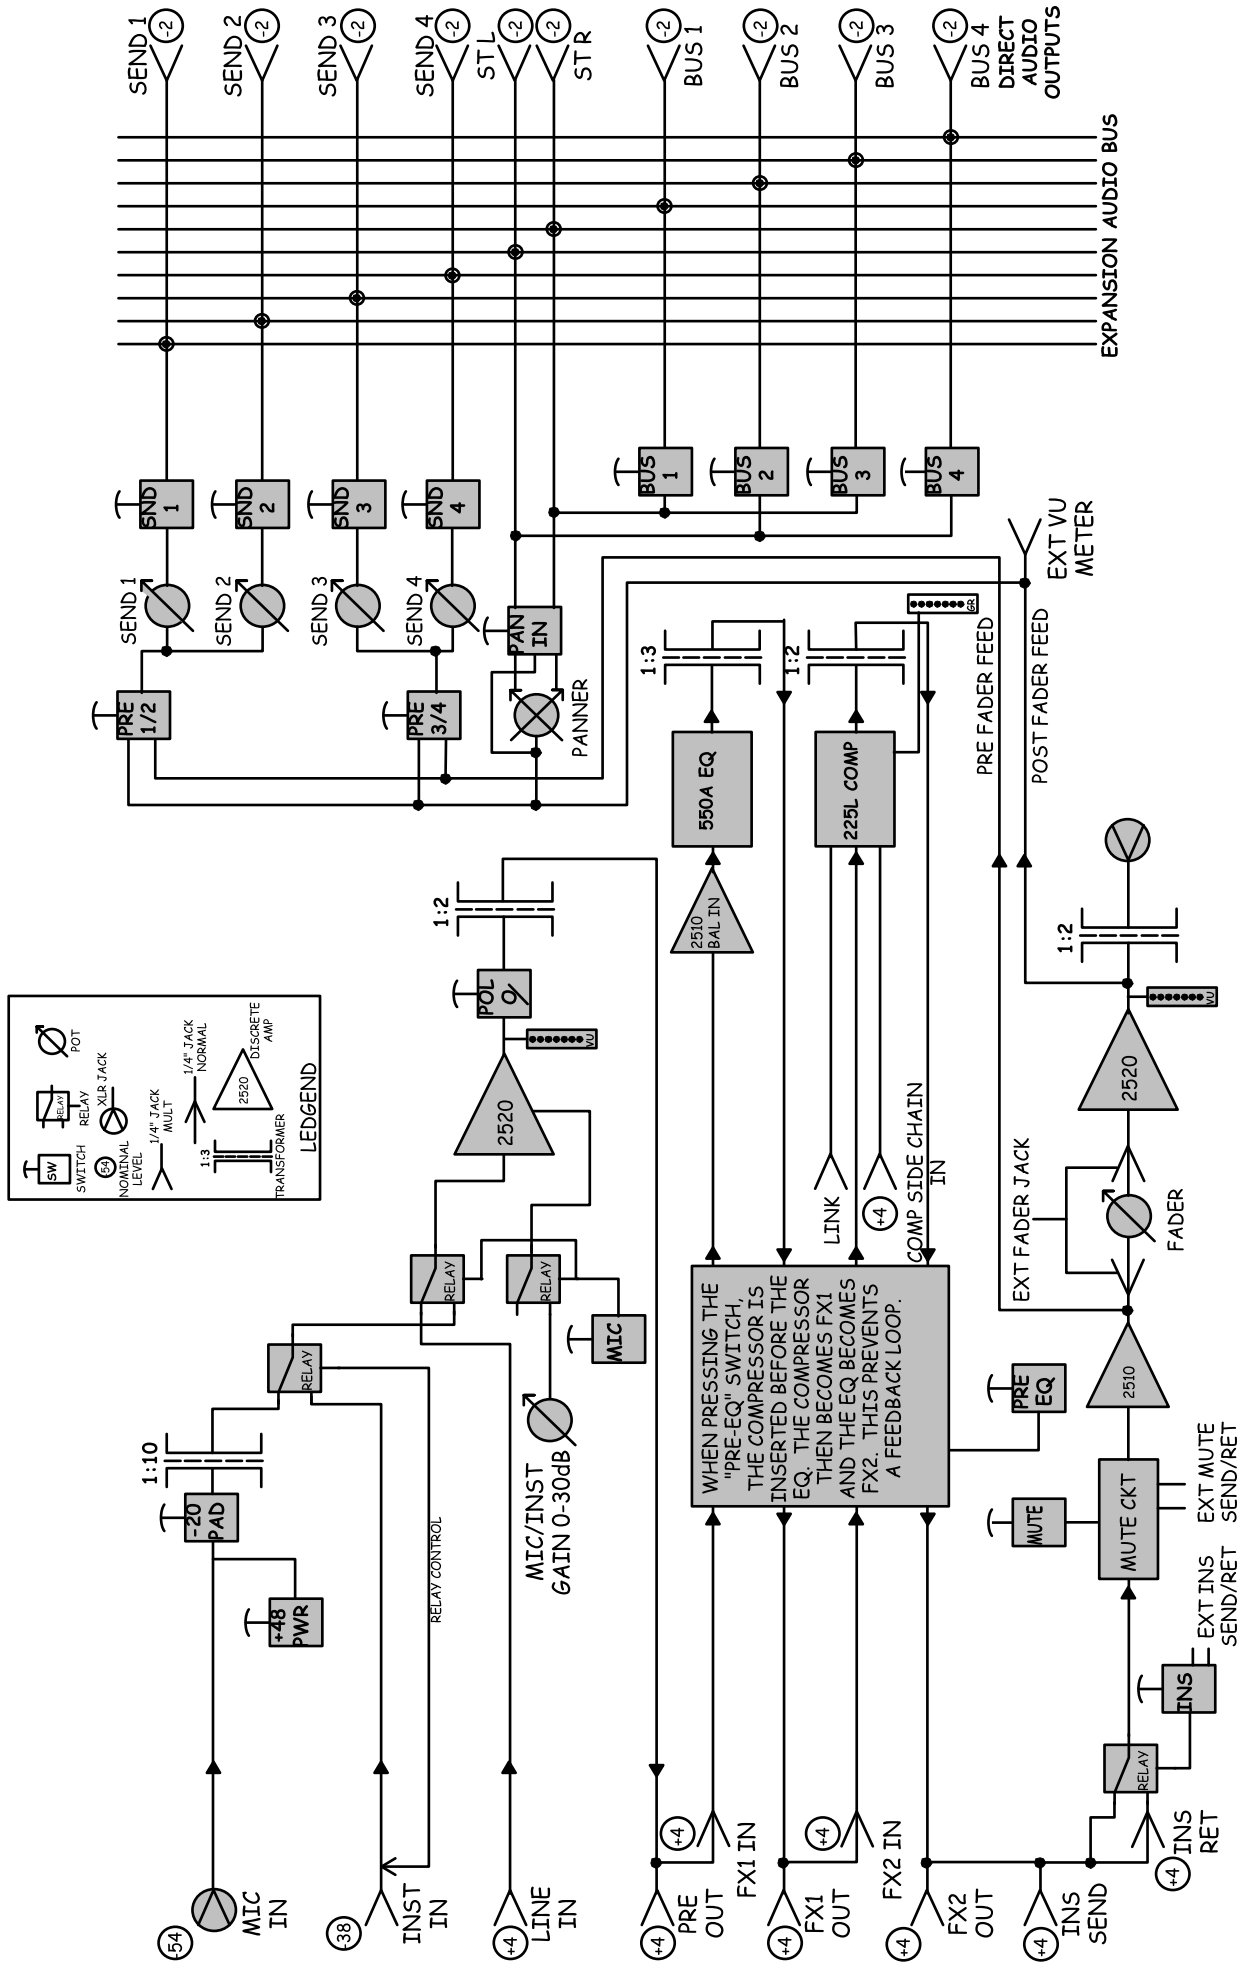 -54
MIC
IN
-38
INST
IN
+4
LINE
IN
+48
PWR
-20
PAD
1:10
RELAY
RELAY CONTROL
MIC/INST
GAIN 0-30dB
RELAY
RELAY
MIC
2520
VU
POL
Ø
1:2
SW
SWITCH
RELAY
RELAY
POT
-54
NOMINAL
LEVEL
XLR JACK
1/4" JACK
MULT
1/4" JACK
NORMAL
1:3
TRANSFORMER
2520
DISCRETE
AMP
LEDGEND
PRE
1/2
SEND 1
SND
1
SEND 1
-2
SEND 2
SND
2
SEND 2
-2
PRE
3/4
SEND 3
SND
3
SEND 3
-2
SEND 4
SND
4
SEND 4
-2
PANNER
PAN
IN
ST L
-2
ST R
-2
BUS
1
BUS 1
-2
BUS
2
BUS 2
-2
BUS
3
BUS 3
-2
BUS
4
BUS 4
-2
DIRECT
AUDIO
OUTPUTS
EXPANSION AUDIO BUS
+4
PRE
OUT
+4
FX1 IN
+4
FX1
OUT
+4
FX2 IN
+4
FX2
OUT
WHEN PRESSING THE
"PRE-EQ" SWITCH,
THE COMPRESSOR IS
INSERTED BEFORE THE
EQ. THE COMPRESSOR
THEN BECOMES FX1
AND THE EQ BECOMES
FX2. THIS PREVENTS
A FEEDBACK LOOP.
2510
BAL IN
550A EQ
1:3
LINK
+4
COMP SIDE CHAIN
IN
225L COMP
1:2
GR
PRE FADER FEED
POST FADER FEED
EXT VU
METER
+4
INS
SEND
+4
INS
RET
RELAY
INS
EXT INS
SEND/RET
MUTE
MUTE CKT
EXT MUTE
SEND/RET
PRE
EQ
2510
EXT FADER JACK
FADER
2520
VU
1:2